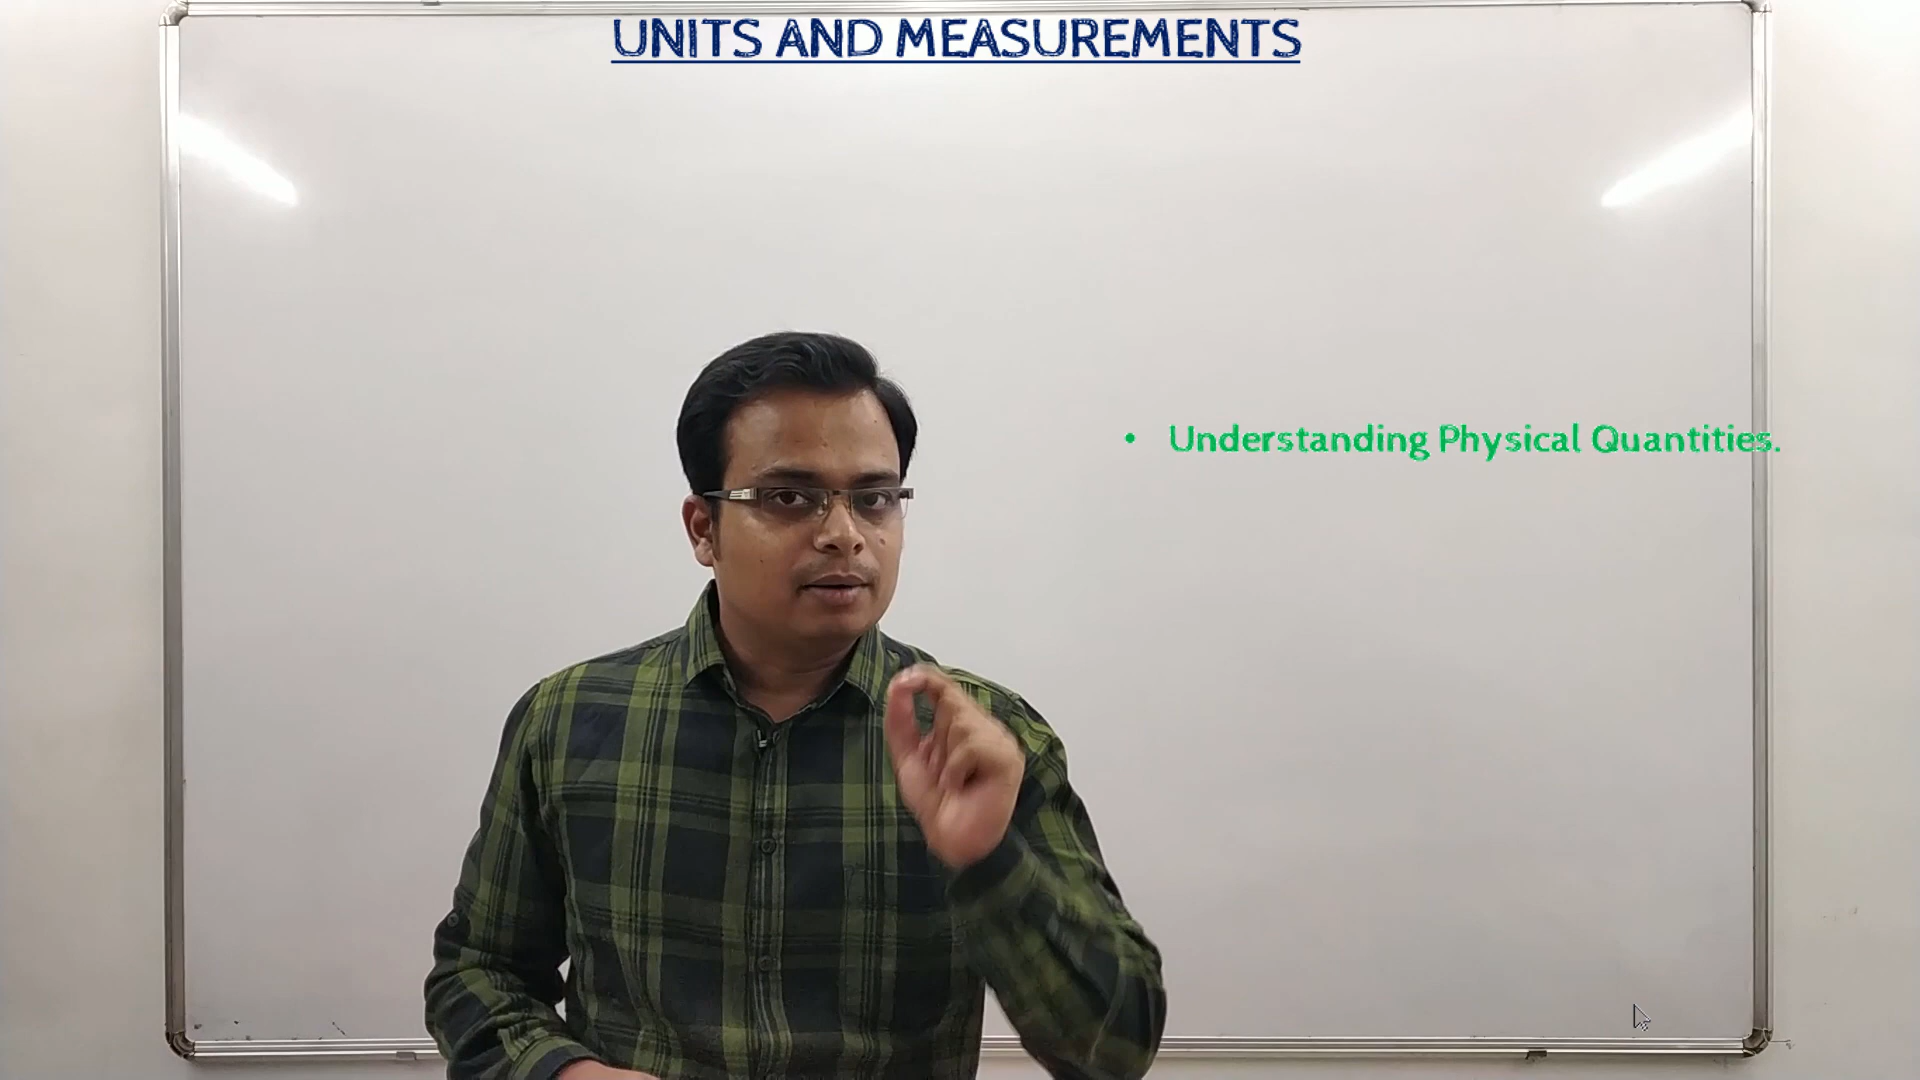 UNITS AND MEASUREMENTS
• Understanding Physical Quantities.